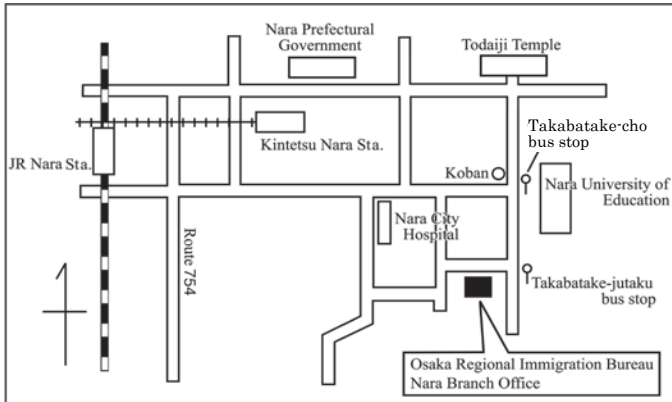 Nara Prefectural
Government
Todaiji Temple
Takabatake-cho
bus stop
Kintetsu Nara Sta.
JR Nara Sta.
Koban
Nara University of
Education
Nara City
Hospital
Route 754
Takabatake-jutaku
bus stop
Osaka Regional Immigration Bureau
Nara Branch Office